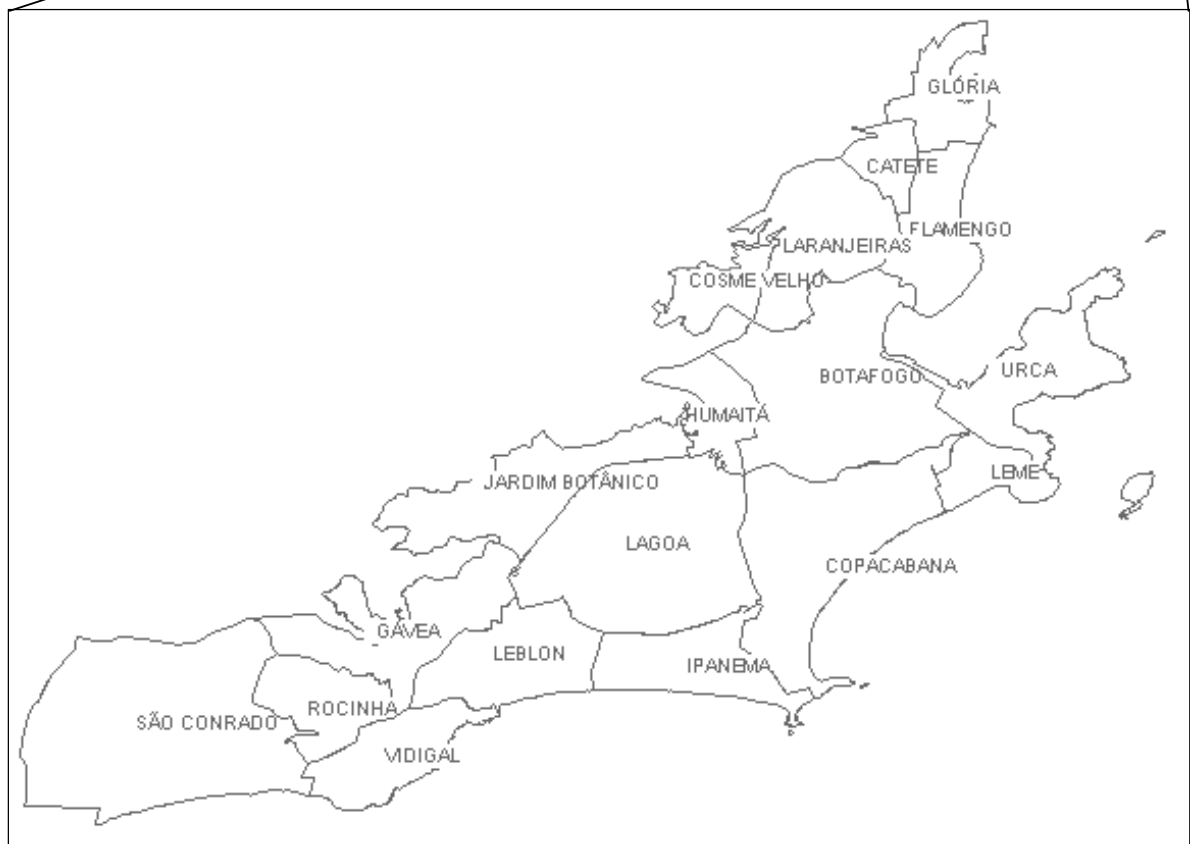 GLÓRIA
CATETE
FLAMENGO
LARANJEIRAS
COSME VELHO
URCA
BOTAFOGO
HUMAITÁ
LEME
JARDIM BOTÂNICO
LAGOA
COPACABANA
GÁVEA
LEBLON
IPANEMA
ROCINHA
SÃO CONRADO
VIDIGAL